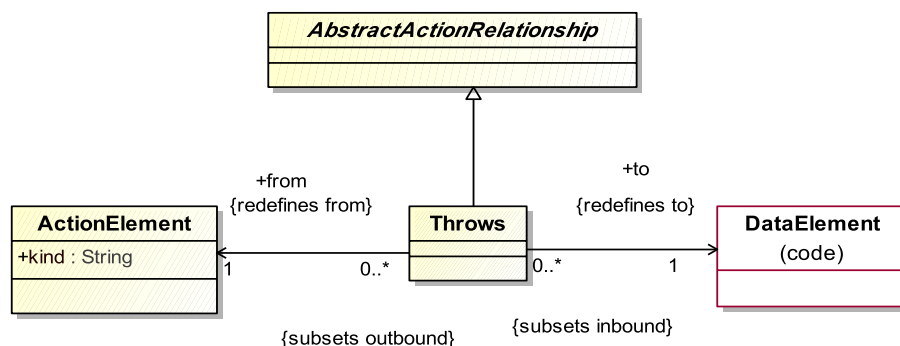 AbstractActionRelationship
+to
+from
{redefines from}
{redefines to}
ActionElement
+kind : String
Throws
DataElement
(code)
1
0..*
0..*
1
{subsets outbound}
{subsets inbound}